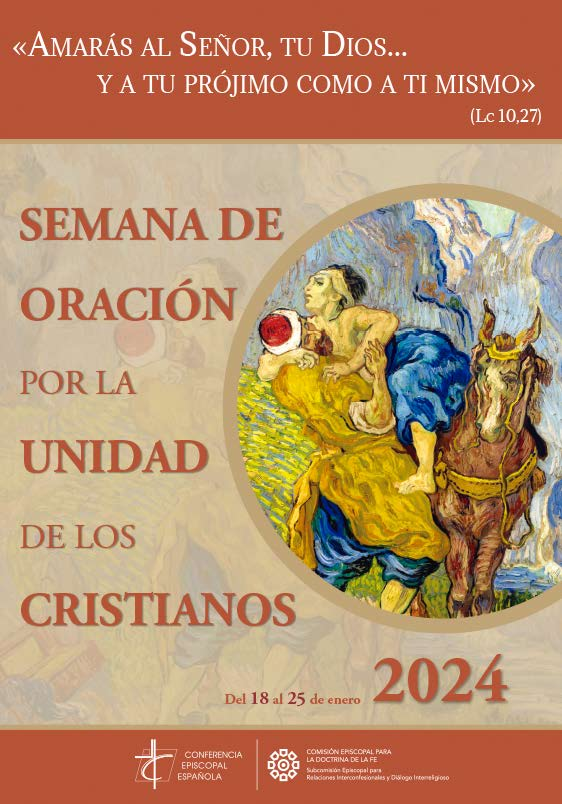 «Amarás al Señor, tu Dios...
y a tu prójimo como a ti mismo»
(Lc 10,27)
SEMANA DE
ORACIÓN
POR LA
UNIDAD
DE LOS
CRISTIANOS
2024
Del 18 al 25 de enero
CONFERENCIA
EPISCOPAL
ESPAÑOLA
COMISIÓN EPISCOPAL PARA
LA DOCTRINA DE LA FE
Subcomisión Episcopal para
Relaciones Interconfesionales y Diálogo Interreligioso